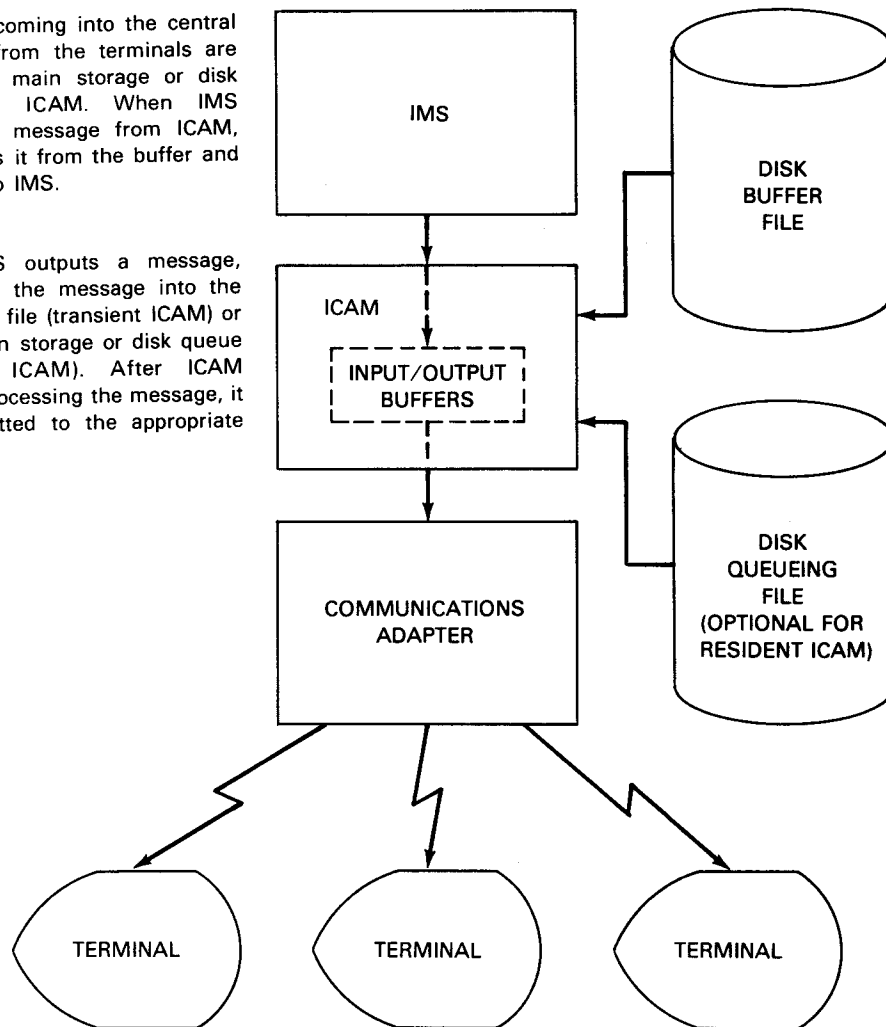 coming into the central
from the terminals are
main storage or disk
ICAM. When IMS
message from ICAM,
s it from the buffer and
o IMS.
S outputs a message,
the message into the
file (transient ICAM) or
n storage or disk queue
ICAM). After ICAM
ocessing the message, it
tted to the appropriate
IMS
DISK
BUFFER
FILE
ICAM
INPUT/OUTPUT
BUFFERS
DISK
QUEUEING
FILE
(OPTIONAL FOR
RESIDENT ICAM)
COMMUNICATIONS
ADAPTER
TERMINAL
TERMINAL
TERMINAL